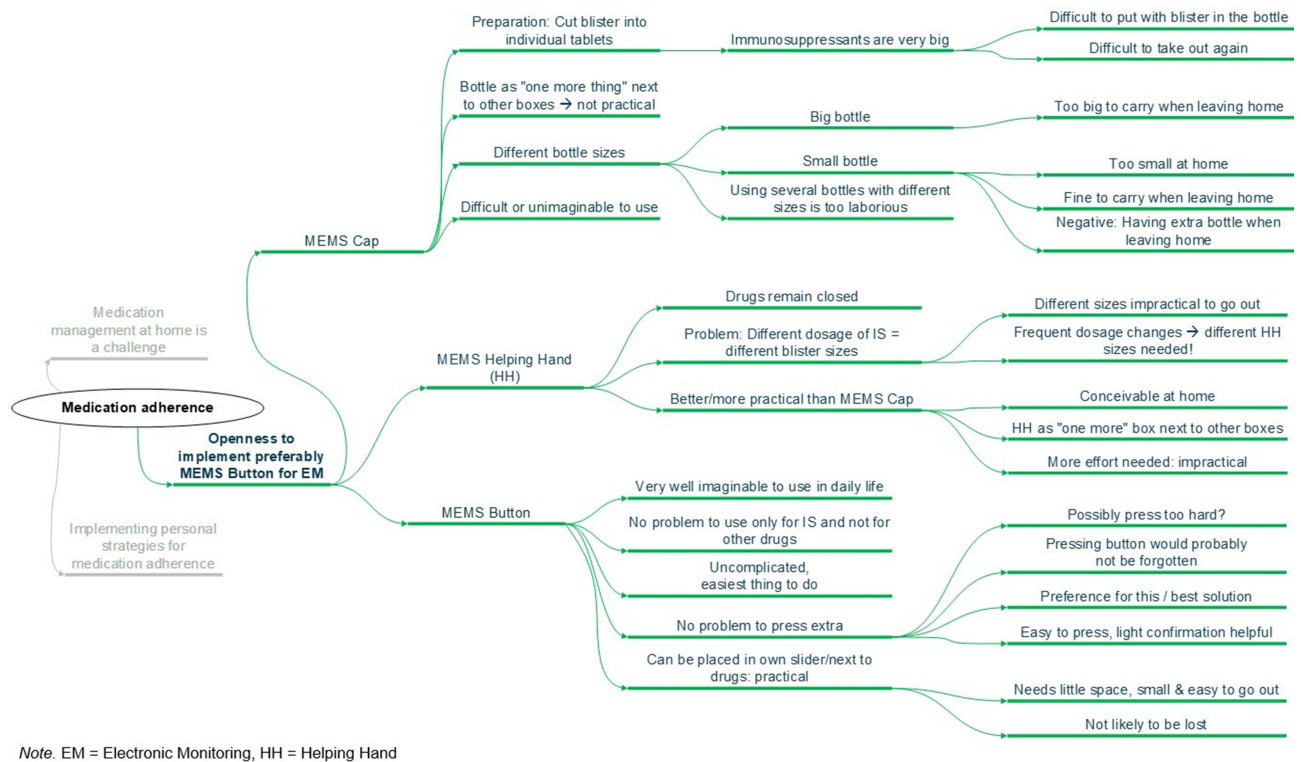 Medication adherence
Medication
management at home is
a challenge
Openness to
implement preferably
MEMS Button for EM
Implementing personal
strategies for
medication adherence
MEMS Cap
Preparation: Cut blister into
individual tablets
Immunosuppressants are very big
Difficult to put with blister in the bottle
Difficult to take out again
Bottle as "one more thing" next
to other boxes → not practical
Different bottle sizes
Big bottle
Too big to carry when leaving home
Small bottle
Too small at home
Fine to carry when leaving home
Negative: Having extra bottle when
leaving home
Using several bottles with different
sizes is too laborious
Difficult or unimaginable to use
MEMS Helping Hand
(HH)
Drugs remain closed
Problem: Different dosage of IS =
different blister sizes
Different sizes impractical to go out
Frequent dosage changes → different HH
sizes needed!
Better/more practical than MEMS Cap
Conceivable at home
HH as "one more" box next to other boxes
More effort needed: impractical
MEMS Button
Very well imaginable to use in daily life
No problem to use only for IS and not for
other drugs
Uncomplicated,
easiest thing to do
No problem to press extra
Possibly press too hard?
Pressing button would probably
not be forgotten
Preference for this / best solution
Easy to press, light confirmation helpful
Can be placed in own slider/next to
drugs: practical
Needs little space, small & easy to go out
Not likely to be lost
Note. EM = Electronic Monitoring, HH = Helping Hand